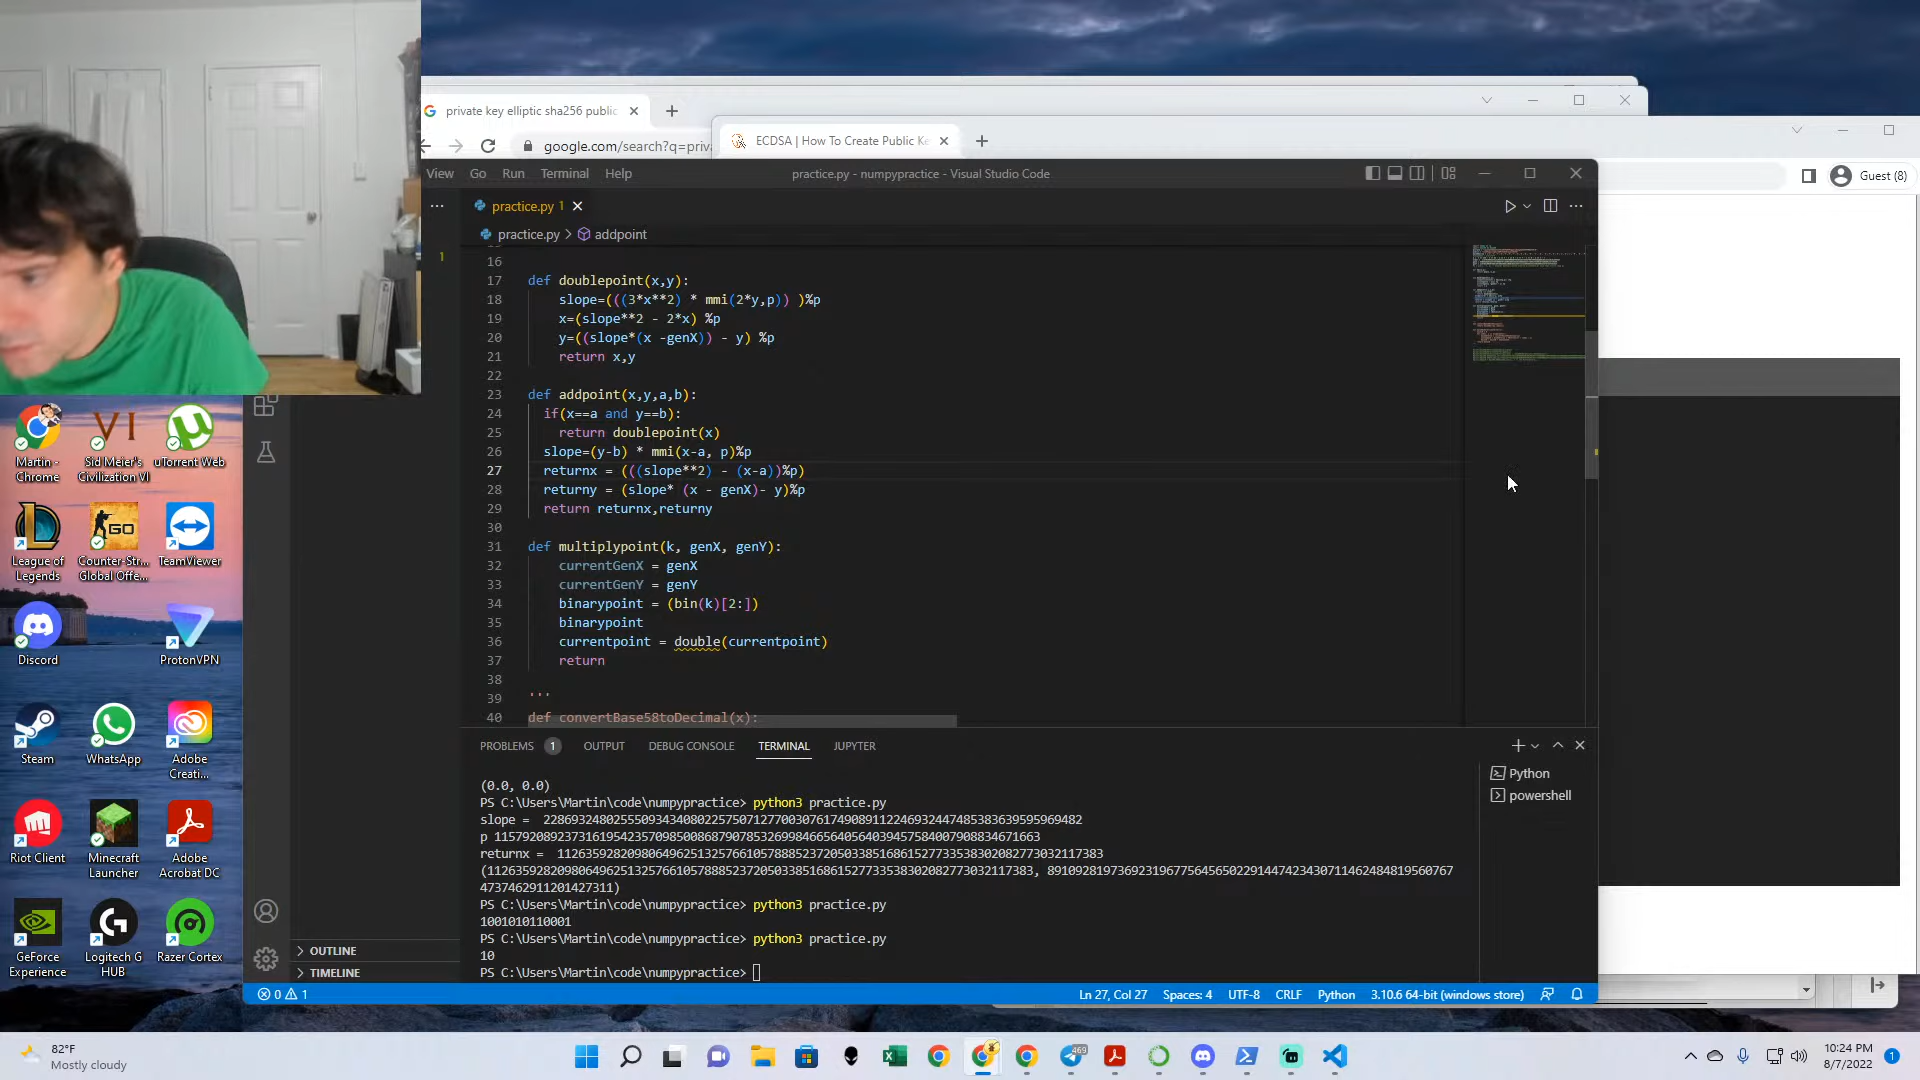 private key elliptic sha256 public
google.com/search?q=priva
ECDSA | How To Create Public Ke
Guest (8)
View Go Run Terminal Help
practice.py - numpypractice - Visual Studio Code
practice.py 1
practice.py > addpoint
1
16
17 def doublepoint(x,y):
18 slope=(((3*x**2) * mmi(2*y,p)) )%p
19 x=(slope**2 - 2*x) %p
20 y=((slope*(x -genX)) - y) %p
21 return x,y
22
23 def addpoint(x,y,a,b):
24 if(x==a and y==b):
25 return doublepoint(x)
26 slope=(y-b) * mmi(x-a, p)%p
27 returnx = (((slope**2) - (x-a))%p)
28 returny = (slope* (x - genX)- y)%p
29 return returnx,returny
30
31 def multiplypoint(k, genX, genY):
32 currentGenX = genX
33 currentGenY = genY
34 binarypoint = (bin(k)[2:])
35 binarypoint
36 currentpoint = double(currentpoint)
37 return
38
39 '''
40 def convertBase58toDecimal(x):
PROBLEMS 1 OUTPUT DEBUG CONSOLE TERMINAL JUPYTER
Python
powershell
(0.0, 0.0)
PS C:\Users\Martin\code\numpypractice> python3 practice.py
slope = 22869324802555093434080225750712770030761749089112246932447485383639595969482
p 115792089237316195423570985008687907853269984665640564039457584007908834671663
returnx = 112635928209806496251325766105788852372050338516861527733538302082773032117383
(112635928209806496251325766105788852372050338516861527733538302082773032117383, 8910928197369231967756456502291447423430711462484819560767
4737462911201427311)
PS C:\Users\Martin\code\numpypractice> python3 practice.py
1001010110001
PS C:\Users\Martin\code\numpypractice> python3 practice.py
10
PS C:\Users\Martin\code\numpypractice>
OUTLINE
TIMELINE
0 1
Ln 27, Col 27 Spaces: 4 UTF-8 CRLF Python 3.10.6 64-bit (windows store)
Martin - Chrome
Sid Meier's Civilization VI
uTorrent Web
League of Legends
Counter-Str... Global Offe...
TeamViewer
Discord
ProtonVPN
Steam
WhatsApp
Adobe Creati...
Riot Client
Minecraft Launcher
Adobe Acrobat DC
GeForce Experience
Logitech G HUB
Razer Cortex
82°F
Mostly cloudy
469
10:24 PM
8/7/2022
1